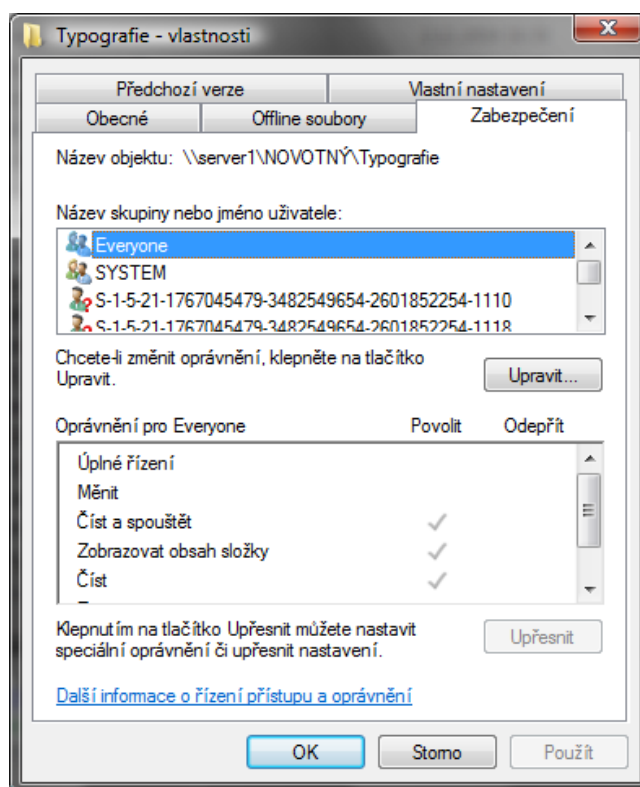 Typografie - vlastnosti
Předchozí verze
Vlastní nastavení
Obecné
Offline soubory
Zabezpečení
Název objektu: \\server1\NOVOTNÝ\Typografie
Název skupiny nebo jméno uživatele:
Everyone
SYSTEM
S-1-5-21-1767045479-3482549654-2601852254-1110
S-1-5-21-1767045479-3482549654-2601852254-1118
Chcete-li změnit oprávnění, klepněte na tlačítko
Upravit.
Upravit...
Oprávnění pro Everyone Povolit Odepřít
Úplné řízení
Měnit
Číst a spouštět
Zobrazovat obsah složky
Číst
Klepnutím na tlačítko Upřesnit můžete nastavit
speciální oprávnění či upřesnit nastavení.
Upřesnit
Další informace o řízení přístupu a oprávnění
OK
Storno
Použít